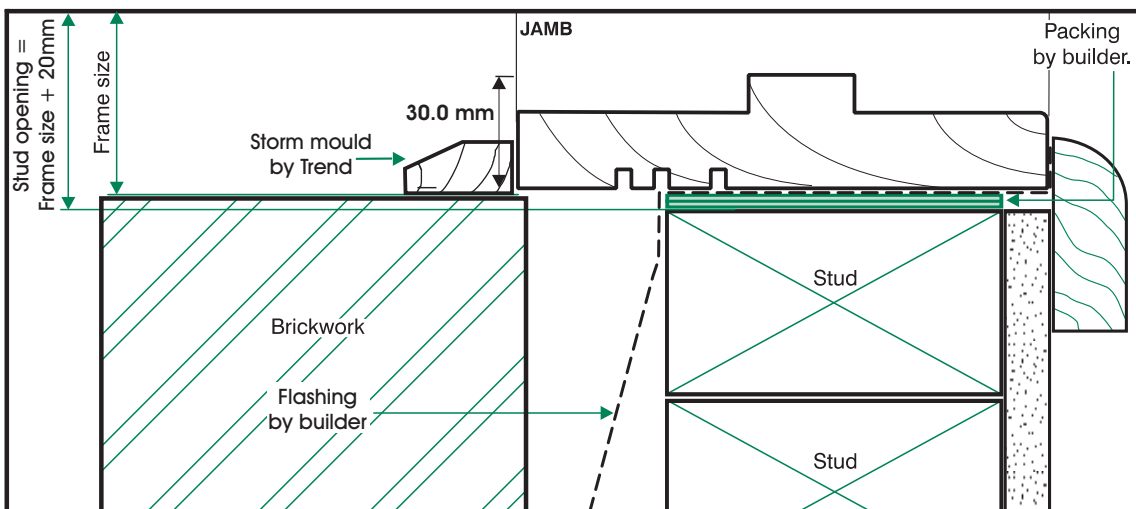 Stud opening =
Frame size + 20mm
Frame size
JAMB
30.0 mm
Storm mould
by Trend
Packing
by builder.
Brickwork
Flashing
by builder
Stud
Stud